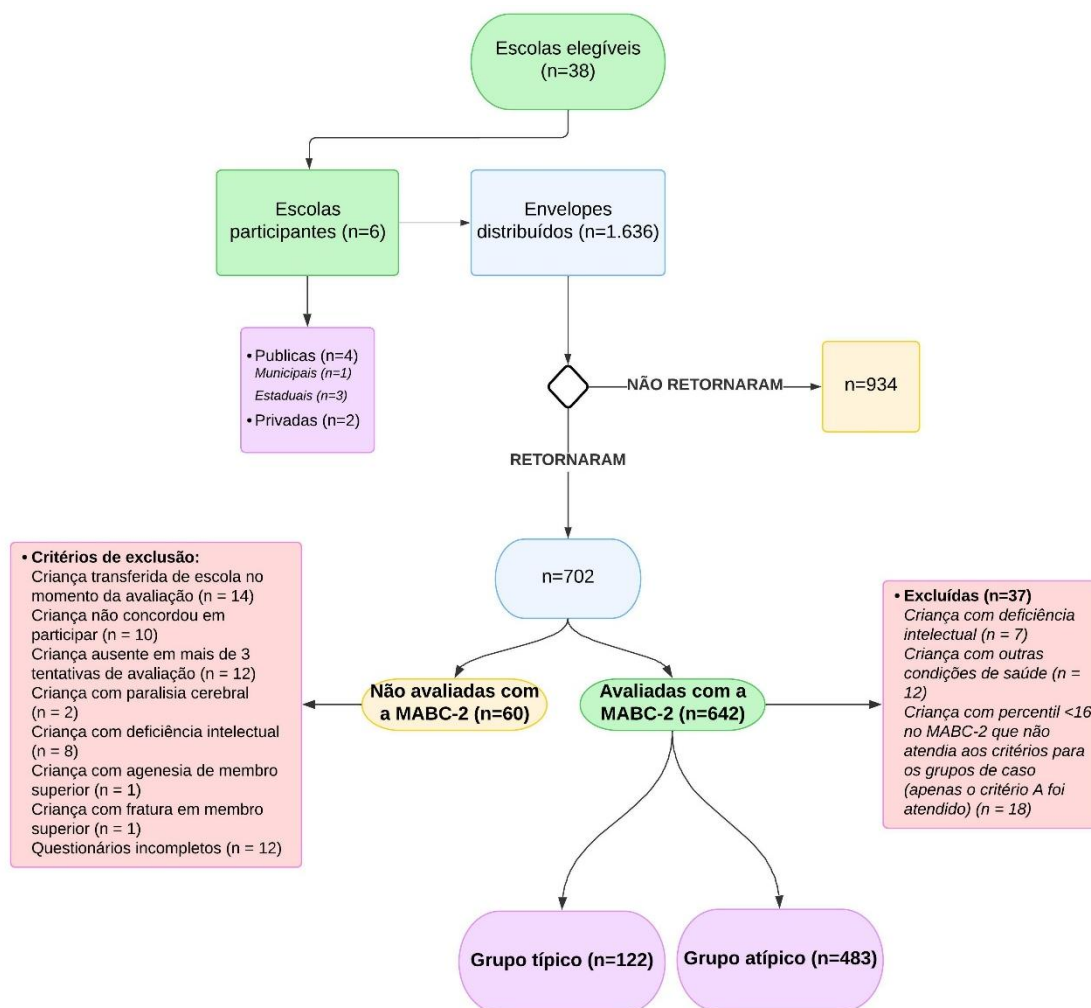 Escolas elegíveis
(n=38)
Escolas
participantes (n=6)
Envelopes
distribuídos (n=1.636)
• Publicas (n=4)
Municipais (n=1)
Estaduais (n=3)
• Privadas (n=2)
NÃO RETORNARAM
n=934
RETORNARAM
n=702
• Critérios de exclusão:
Criança transferida de escola no
momento da avaliação (n = 14)
Criança não concordou em
participar (n = 10)
Criança ausente em mais de 3
tentativas de avaliação (n = 12)
Criança com paralisia cerebral
(n = 2)
Criança com deficiência intelectual
(n = 8)
Criança com agenesia de membro
superior (n = 1)
Criança com fratura em membro
superior (n = 1)
Questionários incompletos (n = 12)
Não avaliadas com
a MABC-2 (n=60)
Avaliadas com a
MABC-2 (n=642)
• Excluídas (n=37)
Criança com deficiência
intelectual (n = 7)
Criança com outras
condições de saúde (n =
12)
Criança com percentil <16
no MABC-2 que não
atendia aos critérios para
os grupos de caso
(apenas o critério A foi
atendido) (n = 18)
Grupo típico (n=122)
Grupo atípico (n=483)